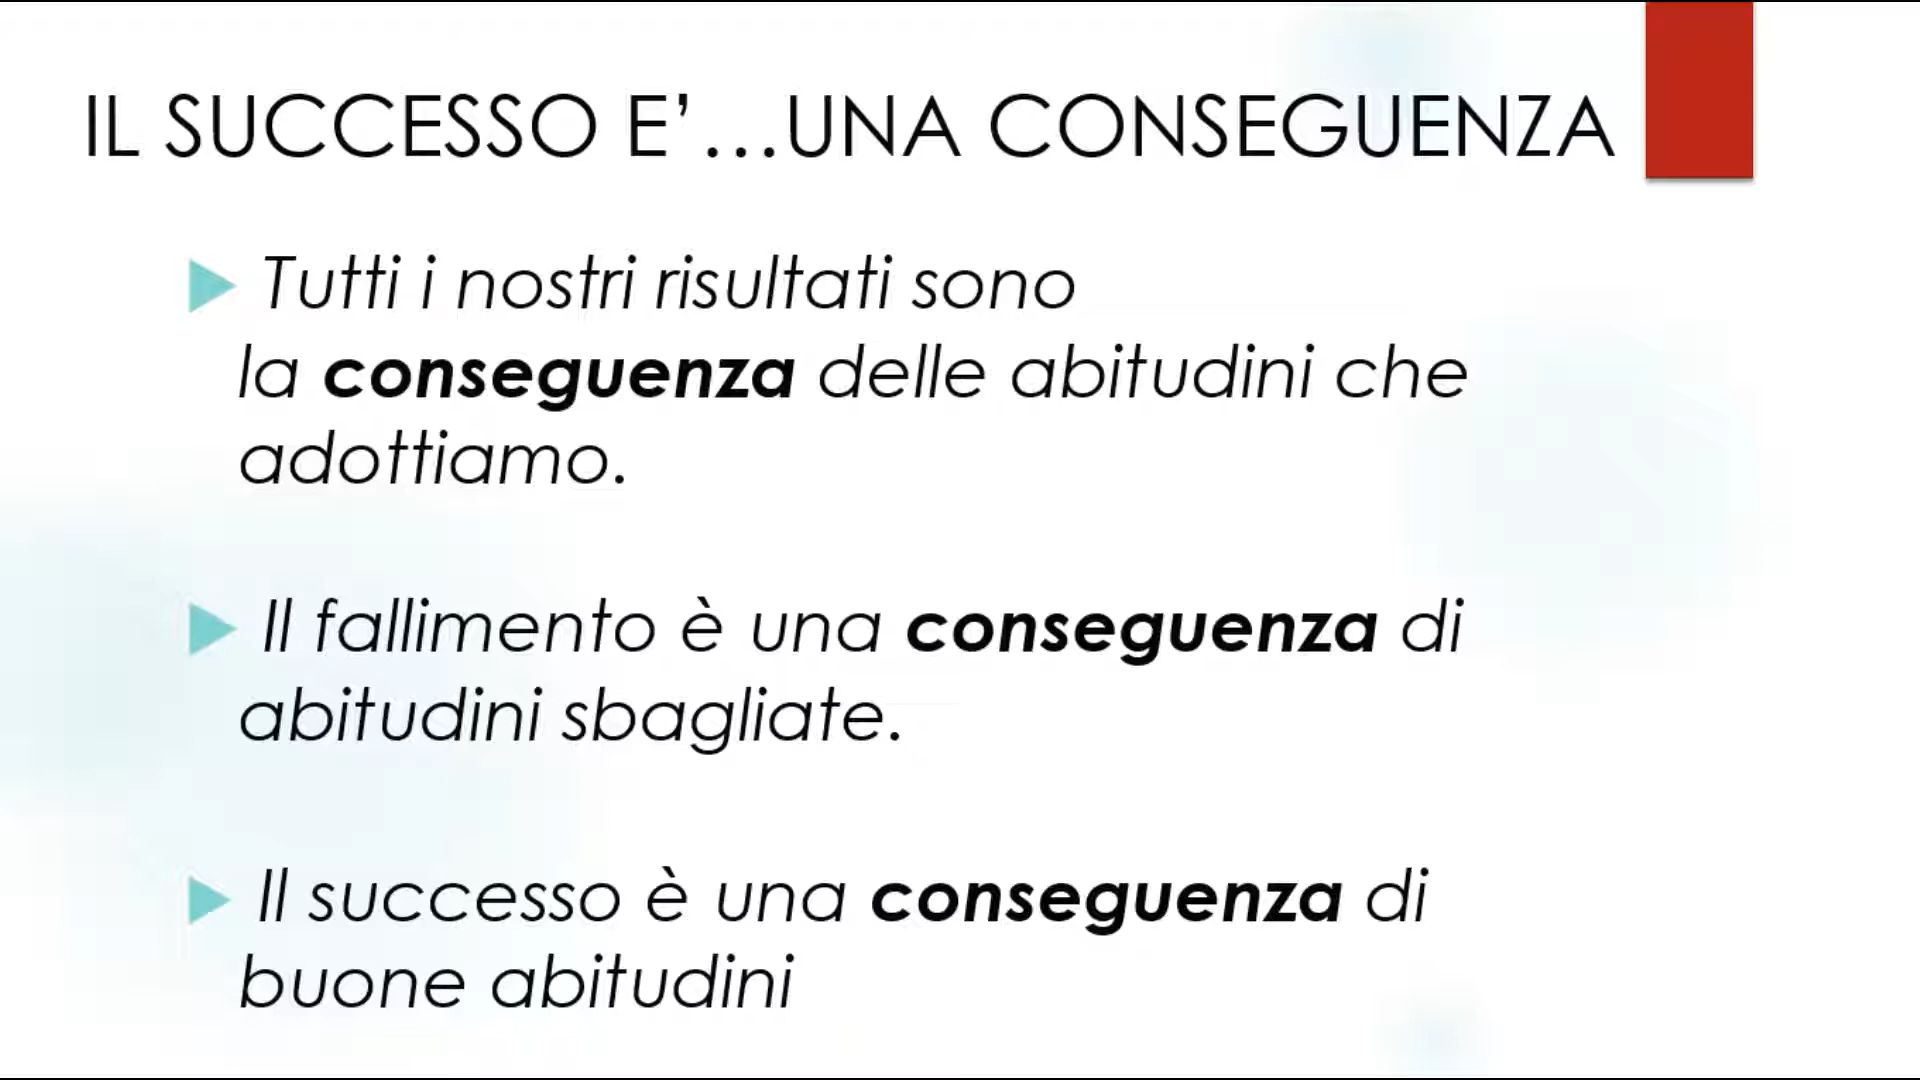 IL SUCCESSO E’...UNA CONSEGUENZA
Tutti i nostri risultati sono
la conseguenza delle abitudini che
adottiamo.
Il fallimento è una conseguenza di
abitudini sbagliate.
Il successo è una conseguenza di
buone abitudini